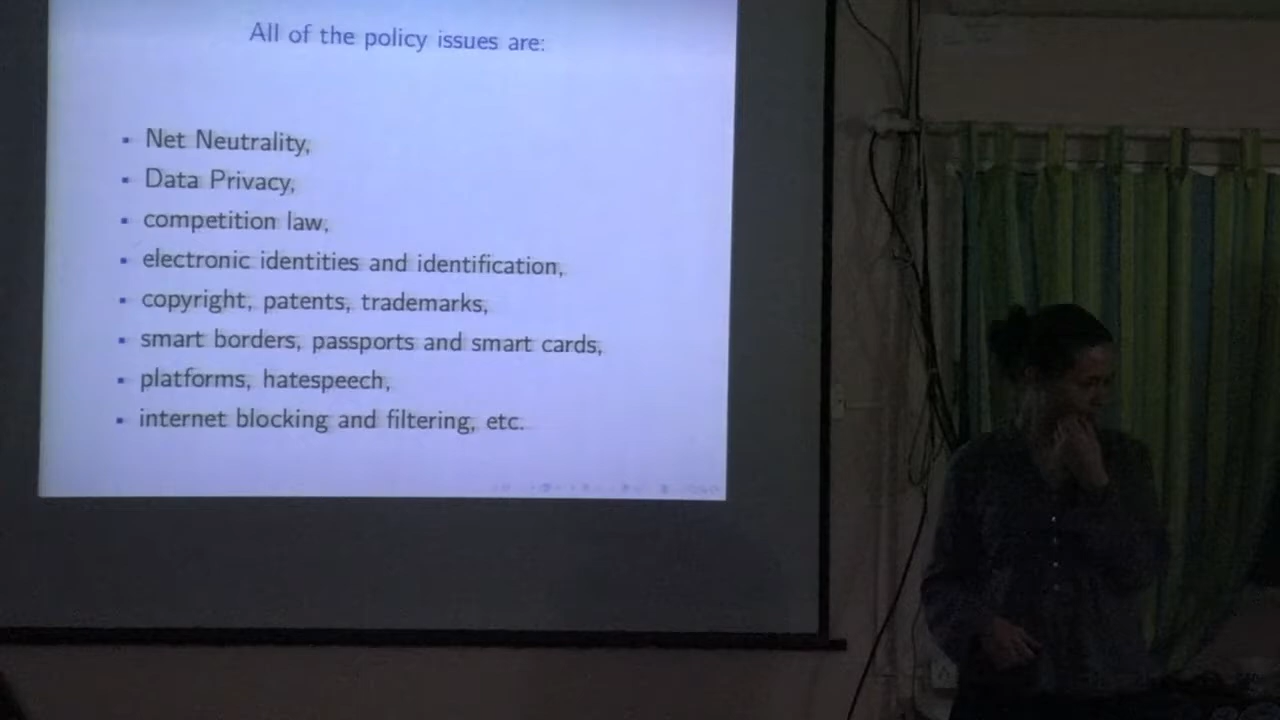 All of the policy issues are:
Net Neutrality,
Data Privacy,
competition law,
electronic identities and identification,
copyright, patents, trademarks,
smart borders, passports and smart cards,
platforms, hatespeech,
internet blocking and filtering, etc.